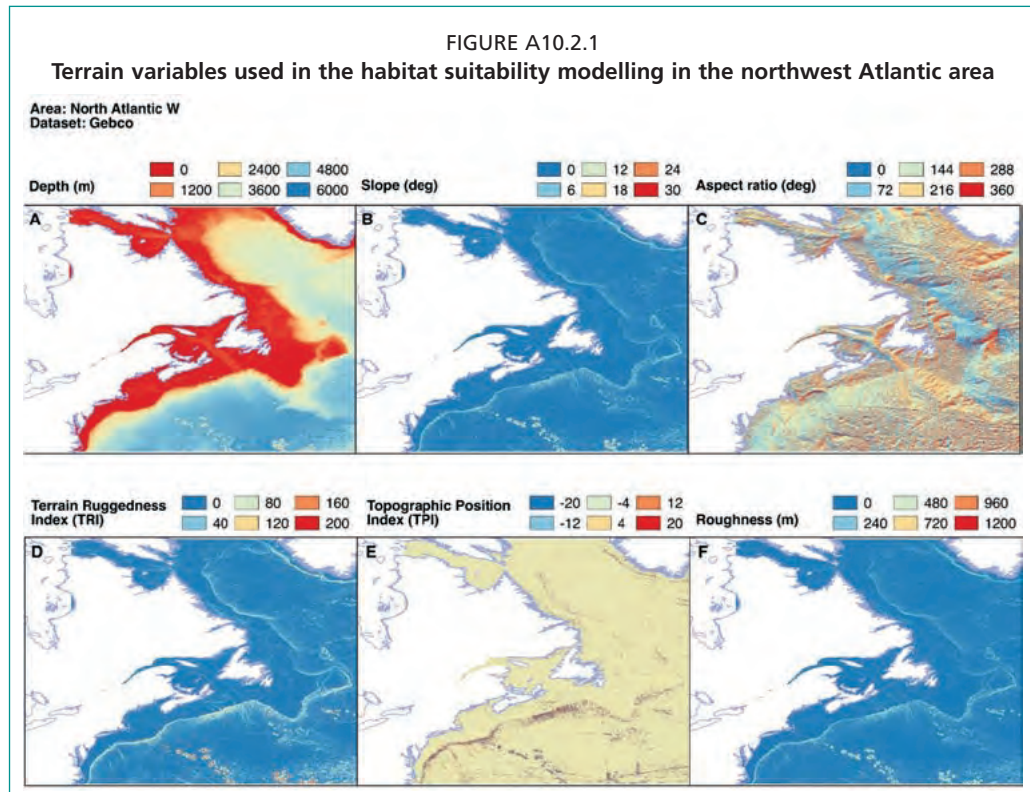 FIGURE A10.2.1
Terrain variables used in the habitat suitability modelling in the northwest Atlantic area
Area: North Atlantic W
Dataset: Gebco
Depth (m) 0 2400 4800
1200 3600 6000
Slope (deg) 0 12 24
6 18 30
Aspect ratio (deg) 0 144 288
72 216 360
A B C
Terrain Ruggedness Index (TRI) 0 80 160
40 120 200
Topographic Position Index (TPI) -20 -4 12
-12 4 20
Roughness (m) 0 480 960
240 720 1200
D E F